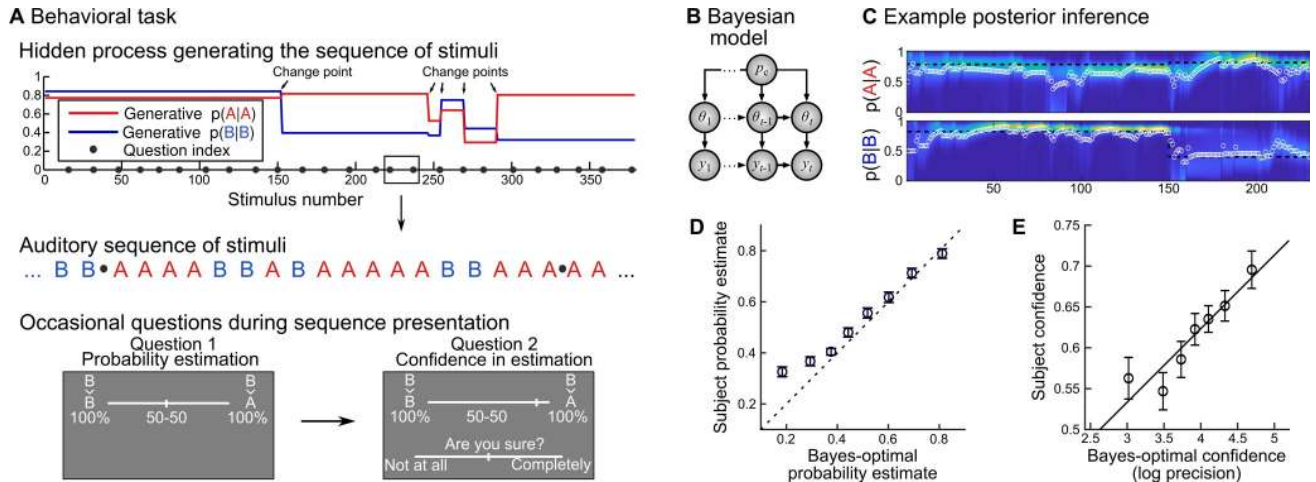 A Behavioral task
Hidden process generating the sequence of stimuli
1
0.8
0.6
0.4
0.2
0
Change point
Change points
Generative p(A|A)
Generative p(B|B)
Question index
0 50 100 150 200 250 300 350
Stimulus number
Auditory sequence of stimuli
... B B A A A A B B A B A A A A A B B A A A A A ...
Occasional questions during sequence presentation
Question 1
Probability estimation
B B
B A
100% 50-50 100%
Question 2
Confidence in estimation
B B
B A
100% 50-50 100%
Are you sure?
Not at all Completely
B Bayesian
model
p_c
θ_1 θ_t-1 θ_t
y_1 y_t-1 y_t
C Example posterior inference
p(A|A)
1
0.5
0
p(B|B)
1
0.5
0
50 100 150 200
D
Subject probability estimate
0.8
0.6
0.4
0.2
0.2 0.4 0.6 0.8
Bayes-optimal
probability estimate
E
Subject confidence
0.75
0.7
0.65
0.6
0.55
0.5
2.5 3 3.5 4 4.5 5
Bayes-optimal confidence
(log precision)